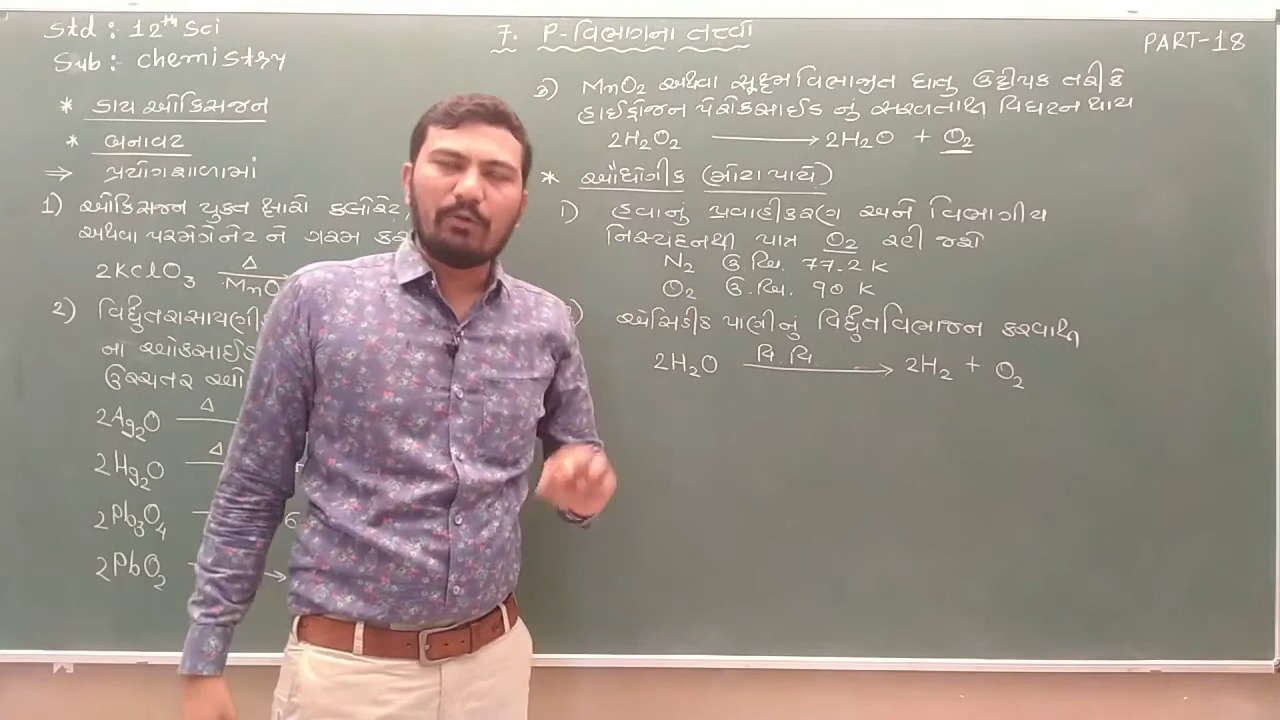 Std : 12th Sci
Sub : Chemistry
7. P-વિભાગના તત્ત્વો
PART-18
* ડાય ઓક્સિજન
* બનાવટ
⇒ પ્રયોગશાળામાં
1) ઓક્સિજન યુક્ત ક્ષારો ક્લોરેટ,
અથવા પરમેંગેનેટ ને ગરમ કર
2KClO3 Δ MnO
2) વિદ્યુતરાસાયણીક
ના ઓક્સાઈડ
ઉચ્ચતર ઓ
2Ag2O Δ
2Hg2O Δ
2Pb3O4 6
2PbO2 →
3) MnO2 અથવા સૂક્ષ્મ વિભાજીત ધાતુ ઉદ્દીપક તરીકે
હાઈડ્રોજન પેરોક્સાઈડ નું સરળતાથી વિઘટન થાય
2H2O2 → 2H2O + O2
* ઔદ્યોગીક (મોટા પાયે)
1) હવાનું પ્રવાહીકરણ અને વિભાગીય
નિસ્યંદનથી માત્ર O2 રહી જશે
N2 ઉ.બિં. 77.2 K
O2 ઉ.બિં. 90 K
) એસિડીક પાણીનું વિદ્યુતવિભાજન કરવાથી
2H2O વિ.વિ → 2H2 + O2